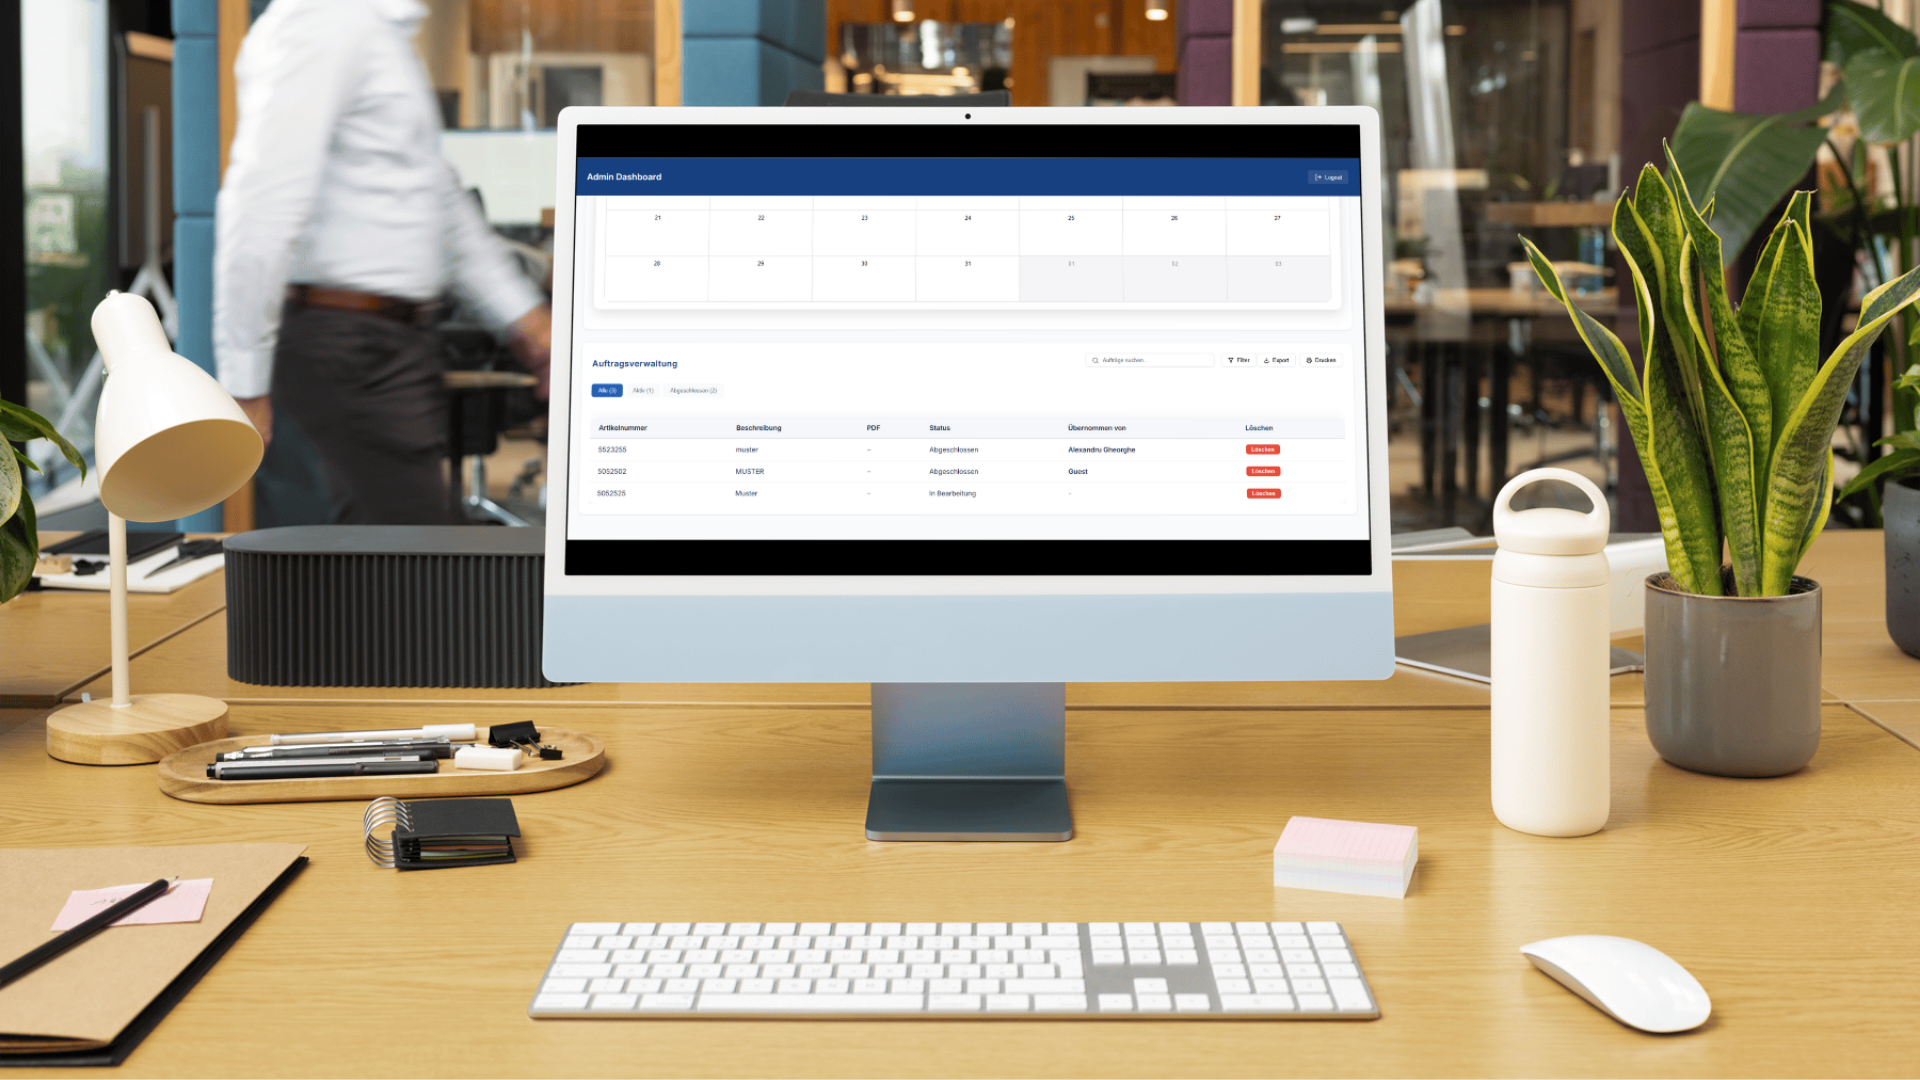 Admin Dashboard
Logout
21 22 23 24 25 26 27
28 29 30 31 01 02 03
Auftragsverwaltung
Aufträge suchen...
Filter Export Drucken
Alle (3) Aktiv (1) Abgeschlossen (2)
Artikelnummer Beschreibung PDF Status Übernommen von Löschen
5523255 muster – Abgeschlossen Alexandru Gheorghe Löschen
5052502 MUSTER – Abgeschlossen Guest Löschen
5052525 Muster – In Bearbeitung - Löschen